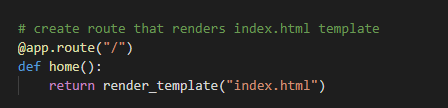 # create route that renders index.html template
@app.route("/")
def home():
    return render_template("index.html")